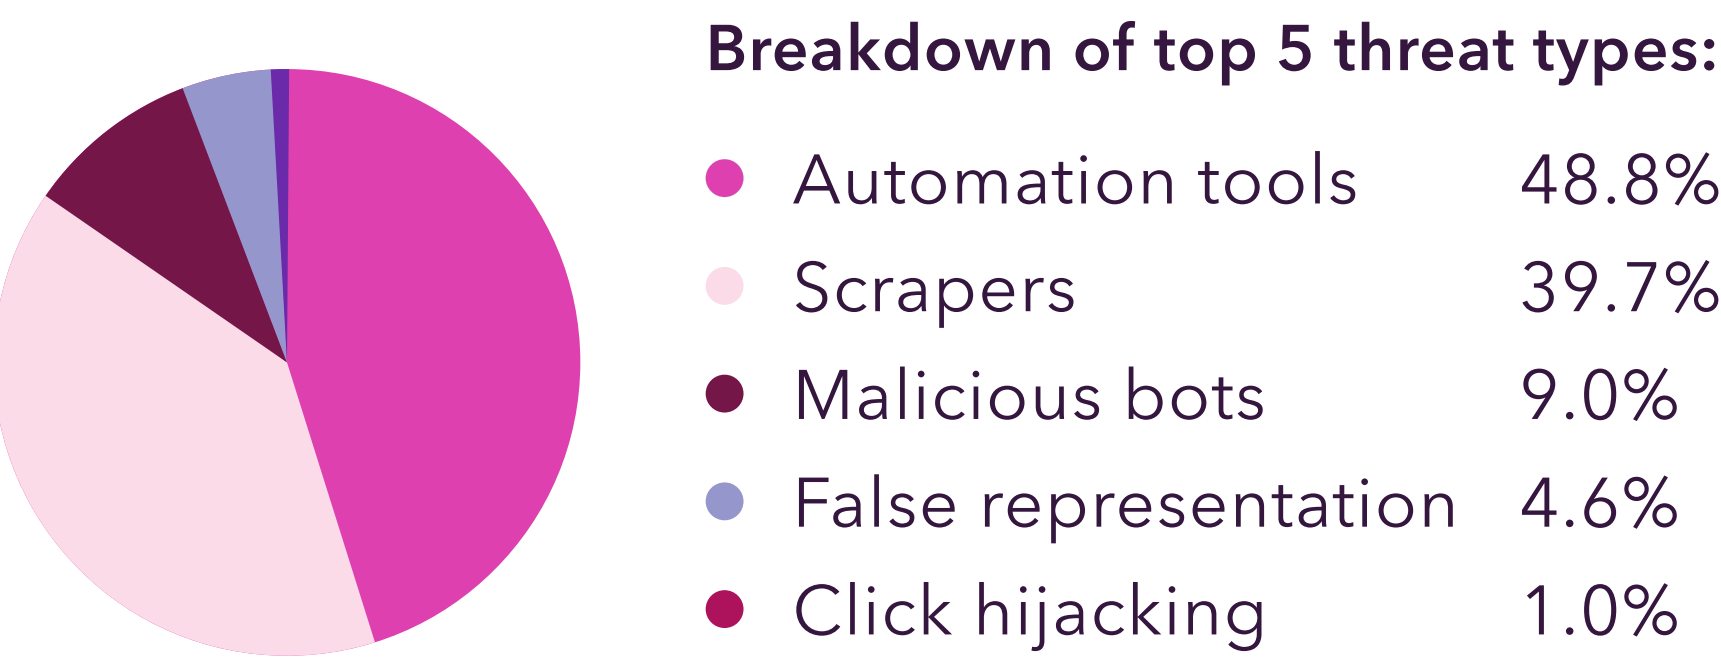 Breakdown of top 5 threat types:
Automation tools 48.8%
Scrapers 39.7%
Malicious bots 9.0%
False representation 4.6%
Click hijacking 1.0%